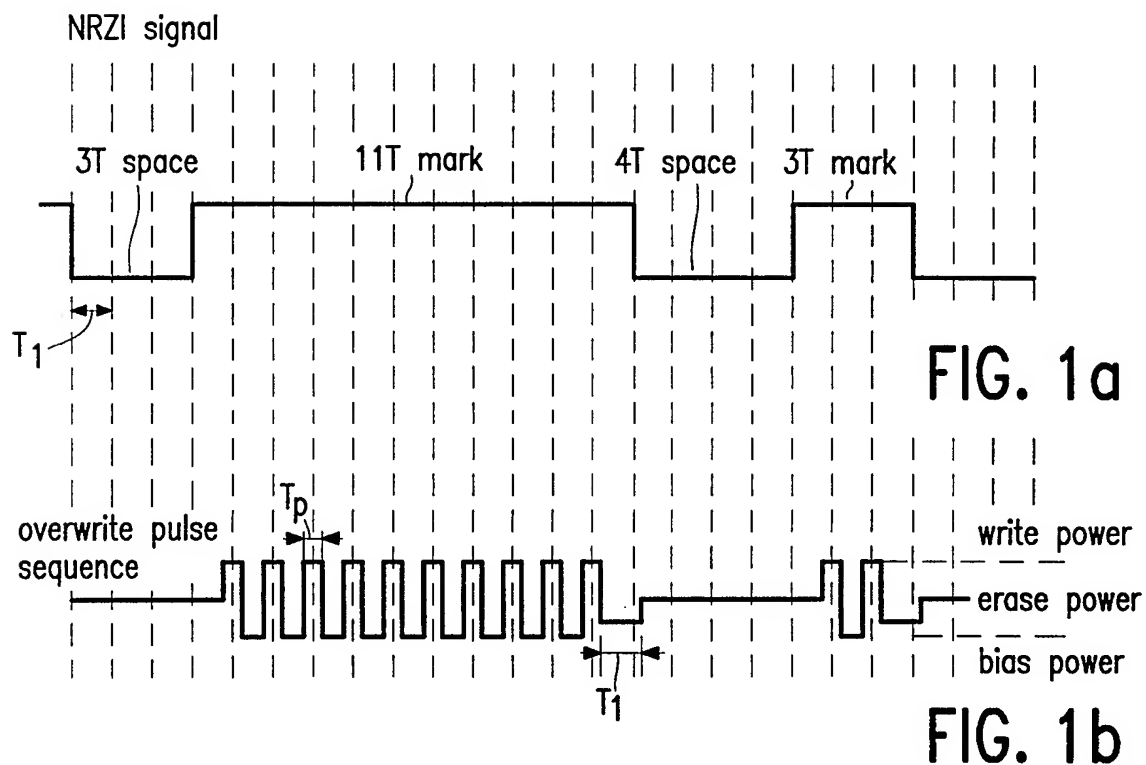 NRZI signal
3T space
11T mark
4T space
3T mark
T1
FIG. 1a
Tp
overwrite pulse
sequence
write power
erase power
bias power
T1
FIG. 1b